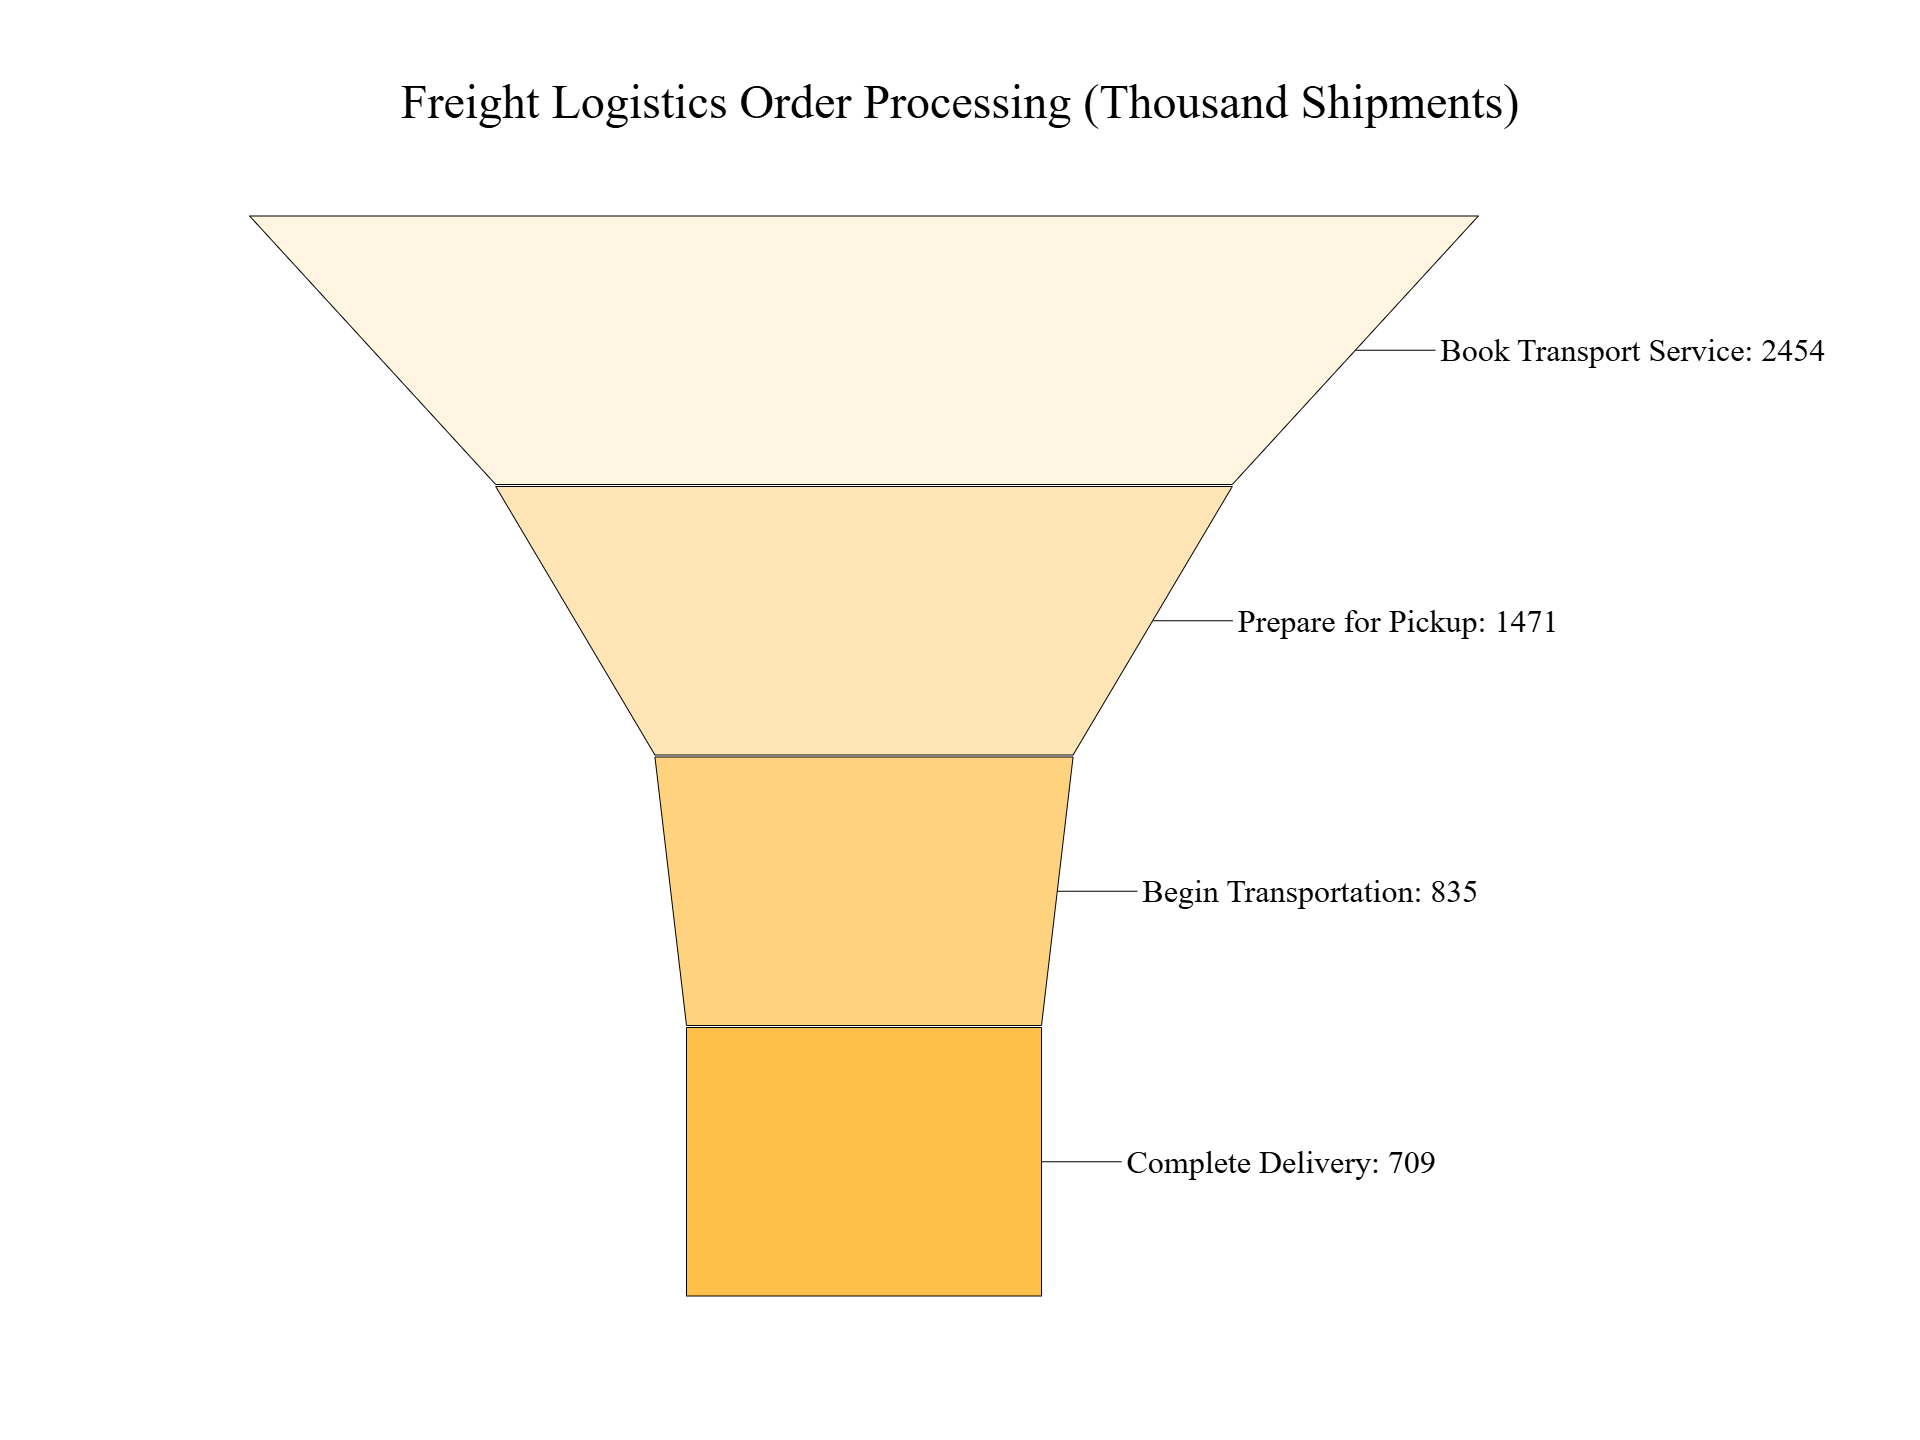 Freight Logistics Order Processing (Thousand Shipments)
Book Transport Service: 2454
Prepare for Pickup: 1471
Begin Transportation: 835
Complete Delivery: 709